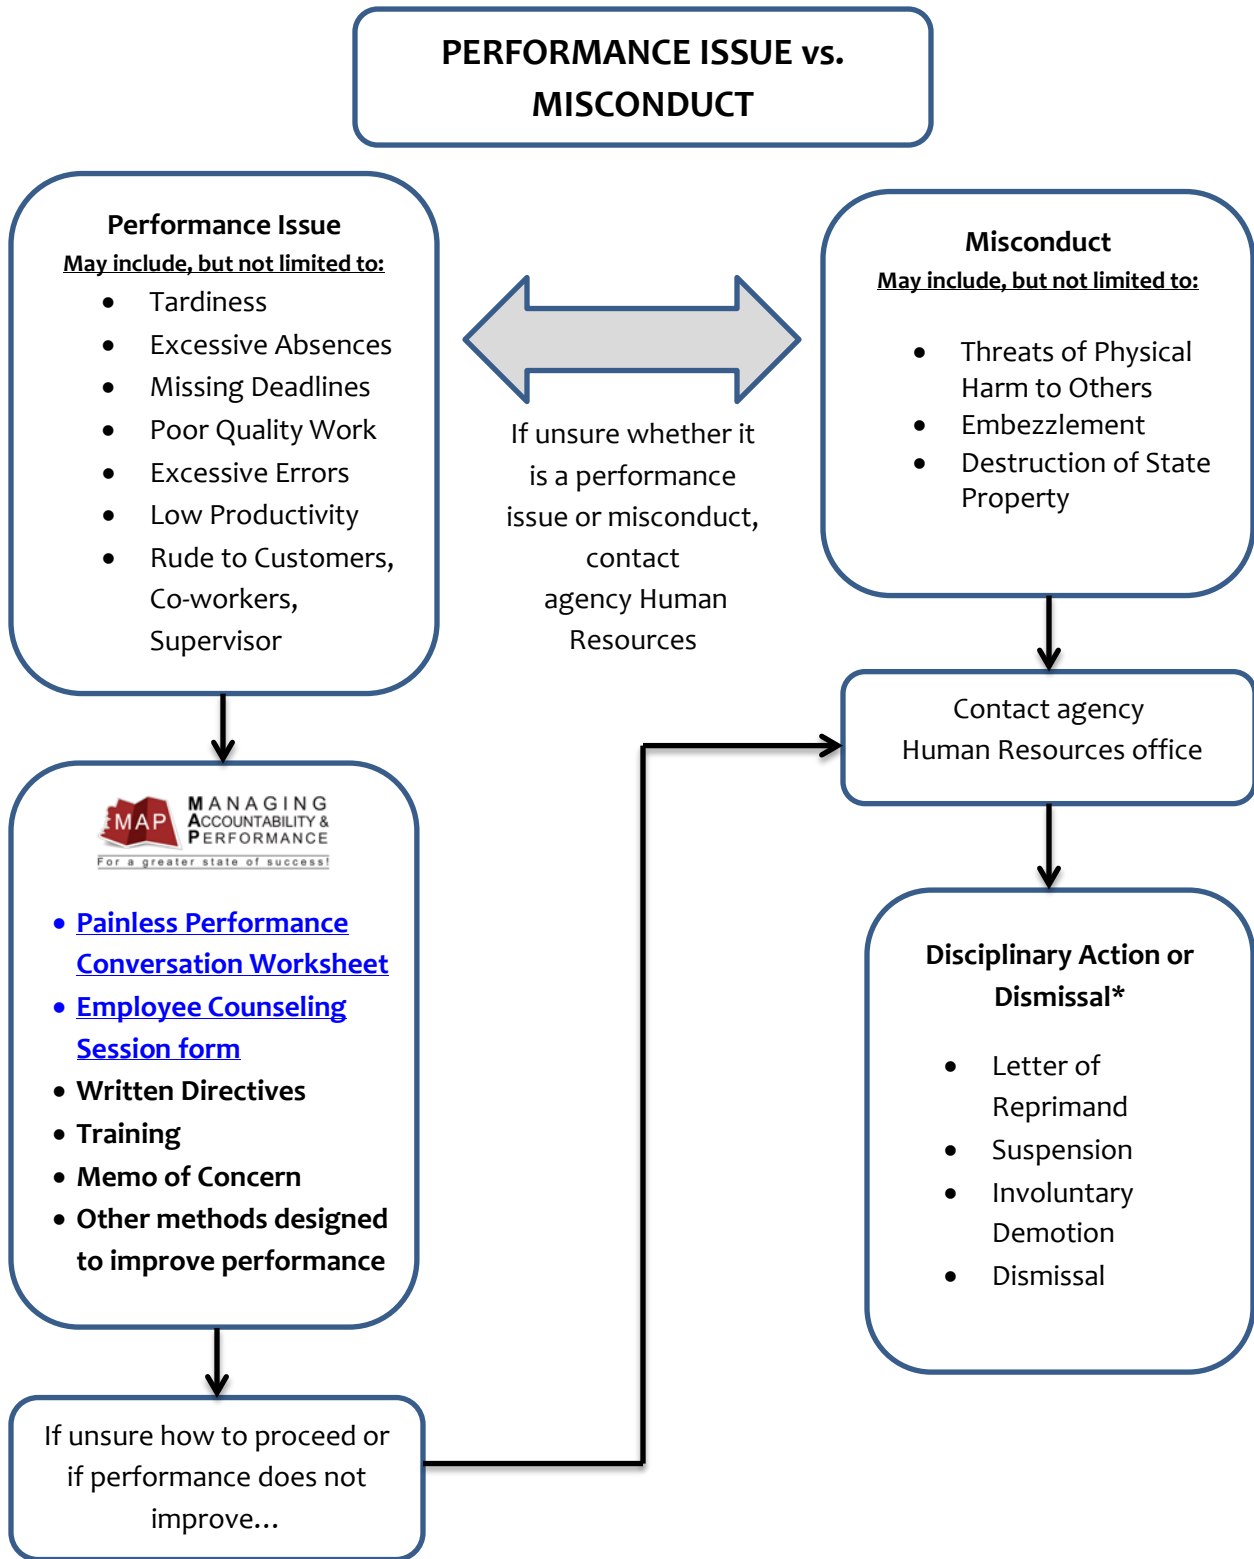 PERFORMANCE ISSUE vs.
MISCONDUCT
Performance Issue
May include, but not limited to:
• Tardiness
• Excessive Absences
• Missing Deadlines
• Poor Quality Work
• Excessive Errors
• Low Productivity
• Rude to Customers,
Co-workers,
Supervisor
If unsure whether it
is a performance
issue or misconduct,
contact
agency Human
Resources
Misconduct
May include, but not limited to:
• Threats of Physical
Harm to Others
• Embezzlement
• Destruction of State
Property
Contact agency
Human Resources office
MAP
MANAGING
ACCOUNTABILITY &
PERFORMANCE
For a greater state of success!
• Painless Performance
Conversation Worksheet
• Employee Counseling
Session form
• Written Directives
• Training
• Memo of Concern
• Other methods designed
to improve performance
Disciplinary Action or
Dismissal*
• Letter of
Reprimand
• Suspension
• Involuntary
Demotion
• Dismissal
If unsure how to proceed or
if performance does not
improve…